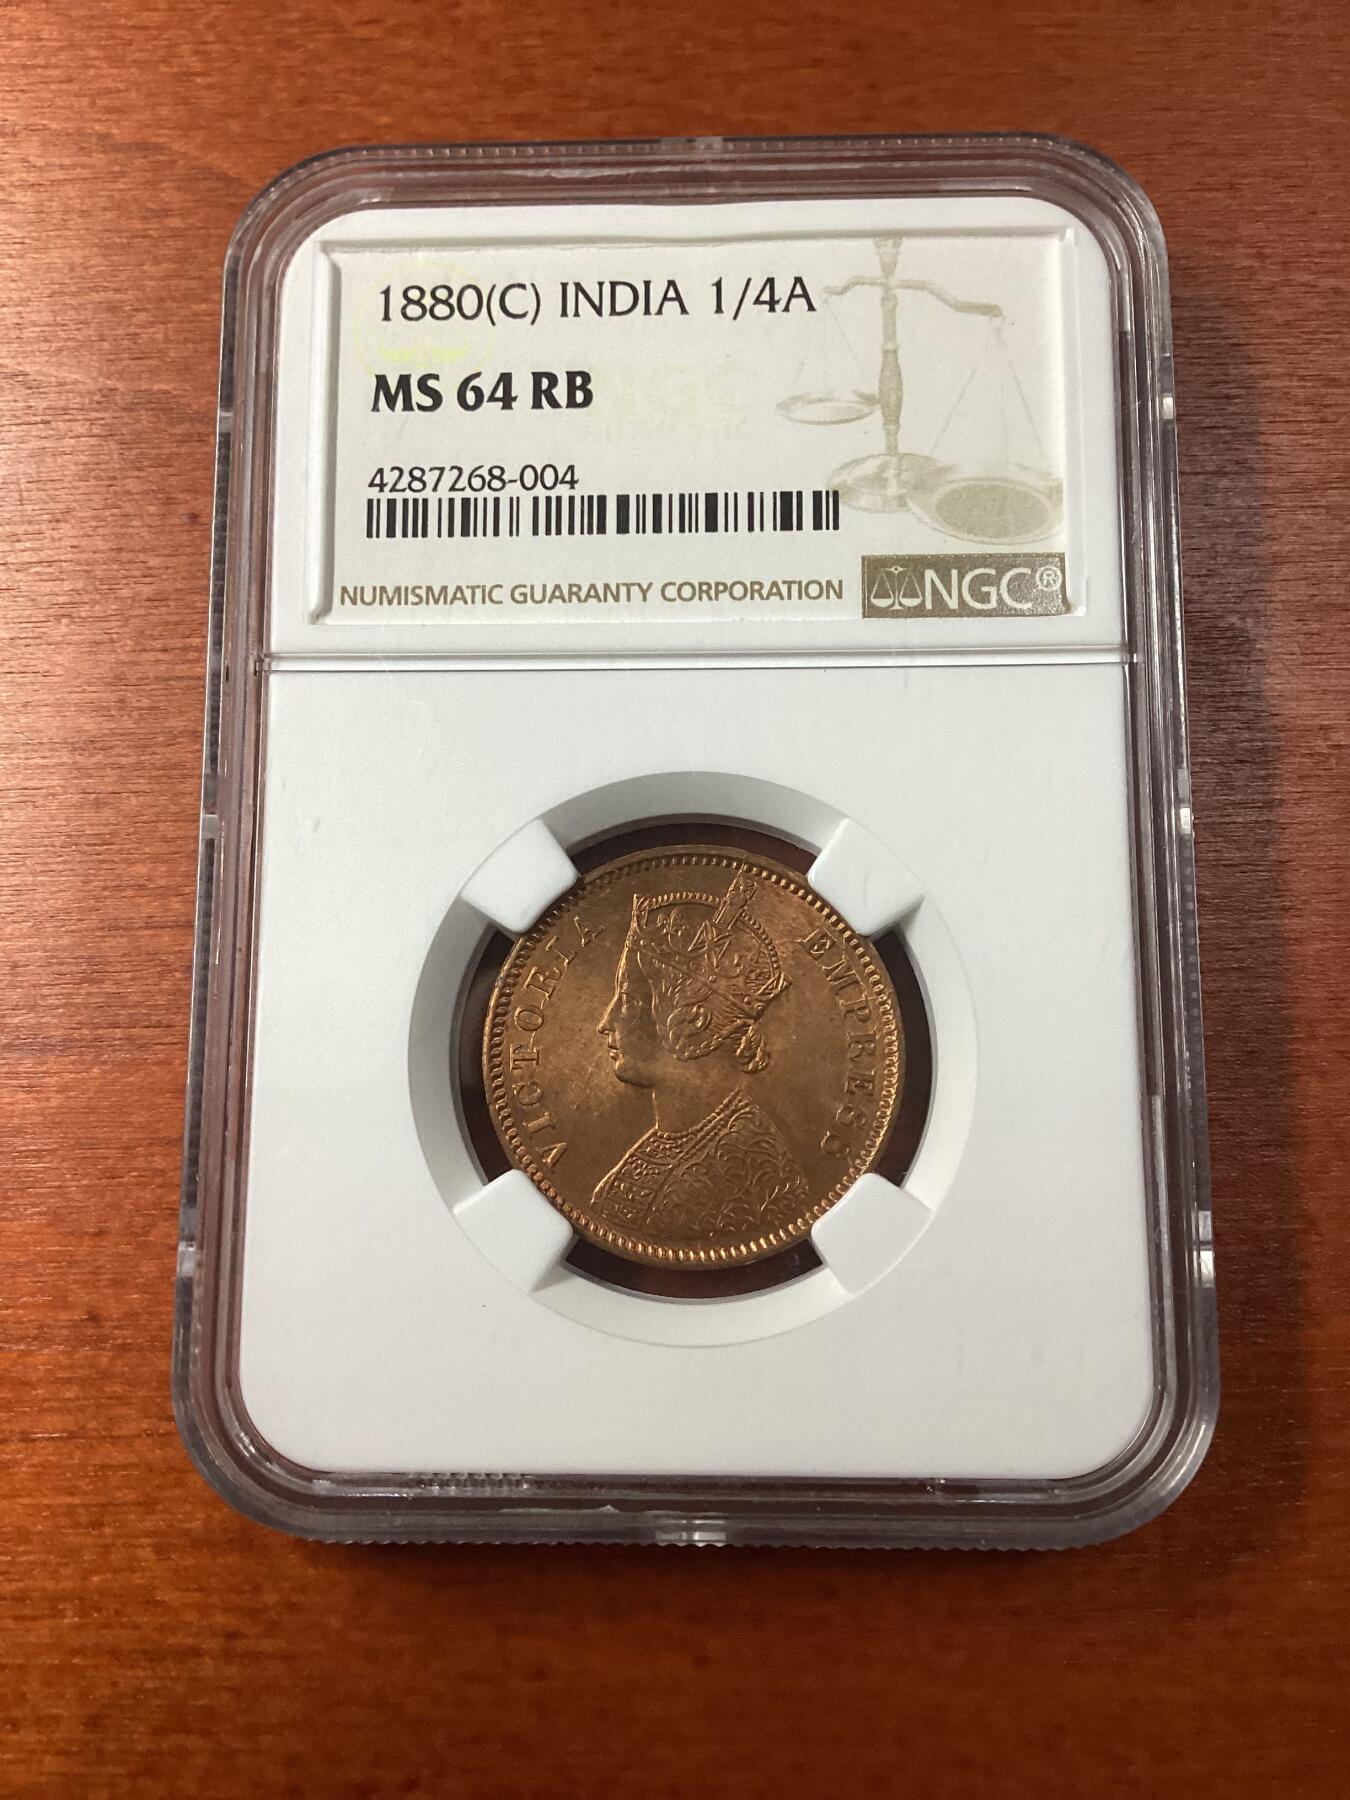 1880(C) INDIA 1/4A
MS 64 RB
4287268-004
NUMISMATIC GUARANTY CORPORATION NGC®
VICTORIA EMPRESS